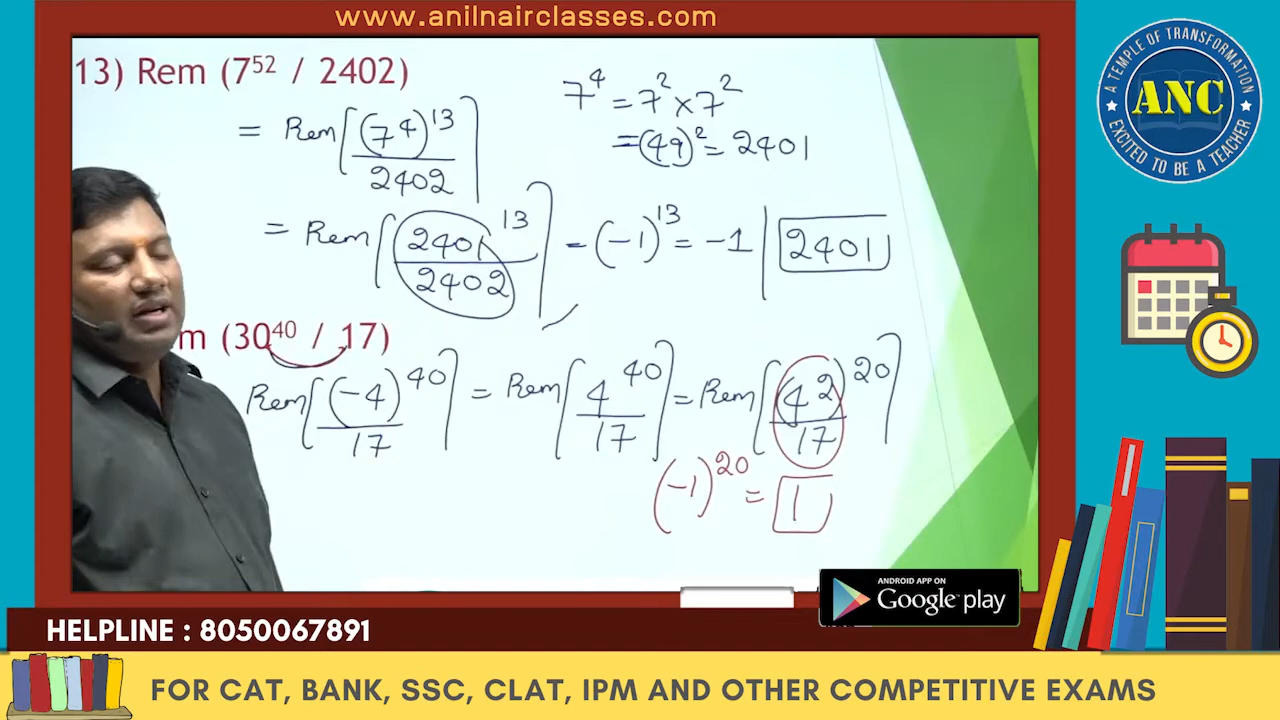 www.anilnairclasses.com
A TEMPLE OF TRANSFORMATION
ANC
EXCITED TO BE A TEACHER
13) Rem (7⁵² / 2402)
= Rem[(7⁴)¹³ / 2402]
7⁴ = 7² × 7²
= (49)² = 2401
= Rem[2401¹³ / 2402] = (-1)¹³ = -1 | 2401
m (30⁴⁰ / 17)
Rem[(-4)⁴⁰ / 17] = Rem[4⁴⁰ / 17] = Rem[(4²)²⁰ / 17]
(-1)²⁰ = 1
ANDROID APP ON
Google play
HELPLINE : 8050067891
FOR CAT, BANK, SSC, CLAT, IPM AND OTHER COMPETITIVE EXAMS